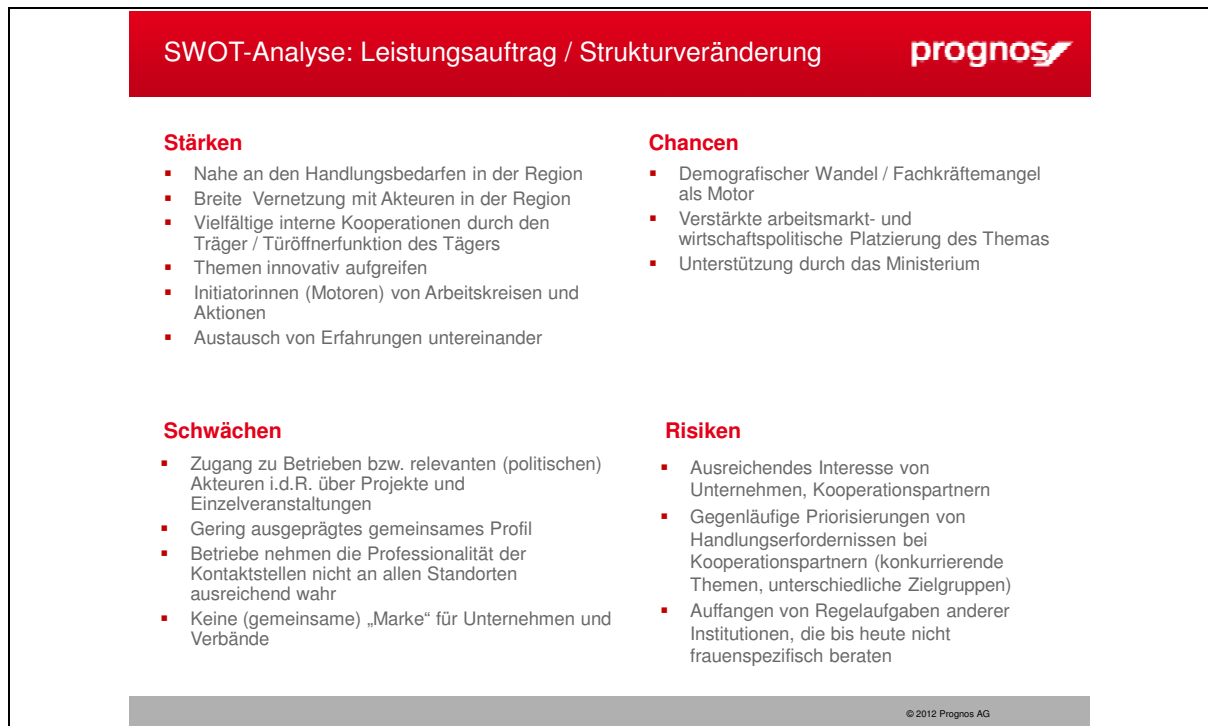 SWOT-Analyse: Leistungsauftrag / Strukturveränderung
prognos
Stärken
▪ Nahe an den Handlungsbedarfen in der Region
▪ Breite Vernetzung mit Akteuren in der Region
▪ Vielfältige interne Kooperationen durch den
Träger / Türöffnerfunktion des Tägers
▪ Themen innovativ aufgreifen
▪ Initiatorinnen (Motoren) von Arbeitskreisen und
Aktionen
▪ Austausch von Erfahrungen untereinander
Chancen
▪ Demografischer Wandel / Fachkräftemangel
als Motor
▪ Verstärkte arbeitsmarkt- und
wirtschaftspolitische Platzierung des Themas
▪ Unterstützung durch das Ministerium
Schwächen
▪ Zugang zu Betrieben bzw. relevanten (politischen)
Akteuren i.d.R. über Projekte und
Einzelveranstaltungen
▪ Gering ausgeprägtes gemeinsames Profil
▪ Betriebe nehmen die Professionalität der
Kontaktstellen nicht an allen Standorten
ausreichend wahr
▪ Keine (gemeinsame) „Marke“ für Unternehmen und
Verbände
Risiken
▪ Ausreichendes Interesse von
Unternehmen, Kooperationspartnern
▪ Gegenläufige Priorisierungen von
Handlungserfordernissen bei
Kooperationspartnern (konkurrierende
Themen, unterschiedliche Zielgruppen)
▪ Auffangen von Regelaufgaben anderer
Institutionen, die bis heute nicht
frauenspezifisch beraten
© 2012 Prognos AG